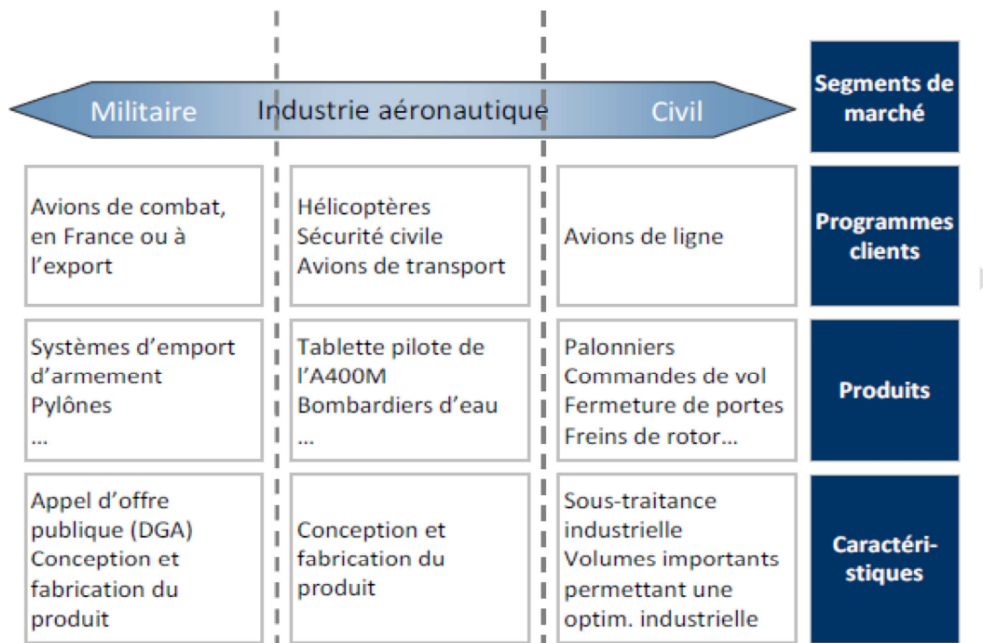 Militaire
Industrie aéronautique
Civil
Segments de
marché
Avions de combat,
en France ou à
l'export
Hélicoptères
Sécurité civile
Avions de transport
Avions de ligne
Programmes
clients
Systèmes d'emport
d'armement
Pylônes
...
Tablette pilote de
l'A400M
Bombardiers d'eau
...
Palonniers
Commandes de vol
Fermeture de portes
Freins de rotor...
Produits
Appel d'offre
publique (DGA)
Conception et
fabrication du
produit
Conception et
fabrication du
produit
Sous-traitance
industrielle
Volumes importants
permettant une
optim. industrielle
Caractéri-
stiques